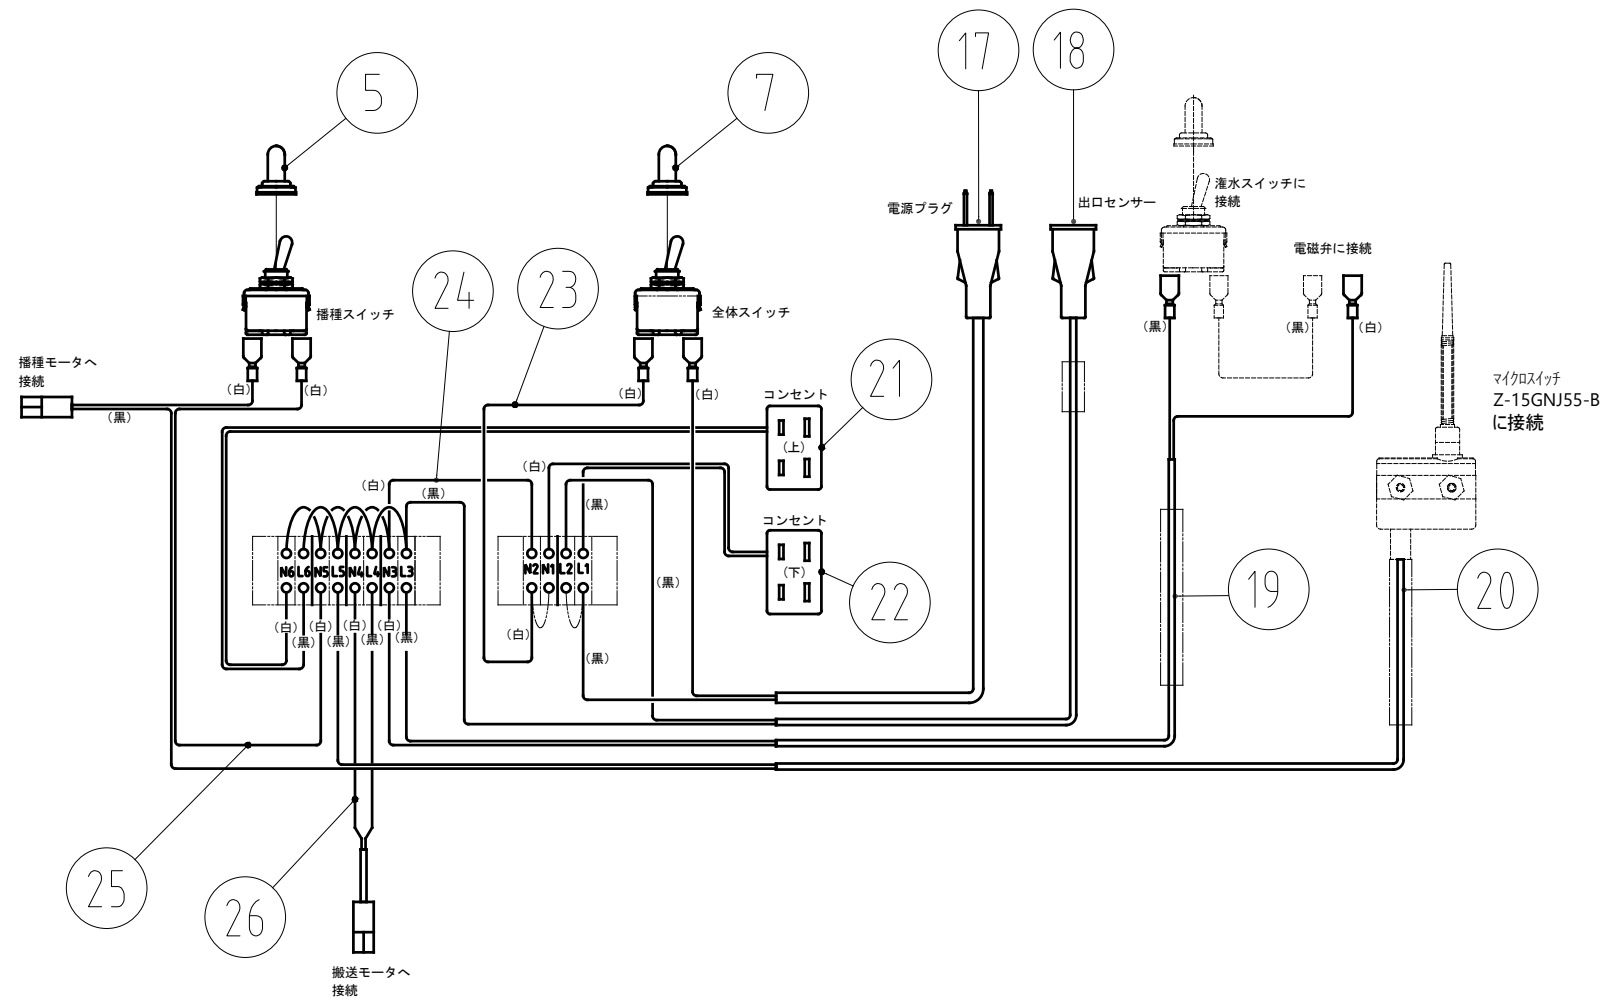 17
18
5
7
潅水スイッチに
接続
電源プラグ
出口センサー
電磁弁に接続
24
23
播種スイッチ
全体スイッチ
(黒)
(黒)
(白)
播種モータへ
接続
(白)
(白)
(白)
(白)
21
コンセント
マイクロスイッチ
Z-15GNJ55-B
に接続
(黒)
(上)
(白)
(白)
(黒)
(黒)
コンセント
N6 L6 N5 L5 N4 L4 N3 L3
N2 N1 L2 L1
(下)
(黒)
19
20
22
(白)
(白)
(白)
(白)
(黒)
(黒)
(黒)
(黒)
(白)
(黒)
25
26
搬送モータへ
接続